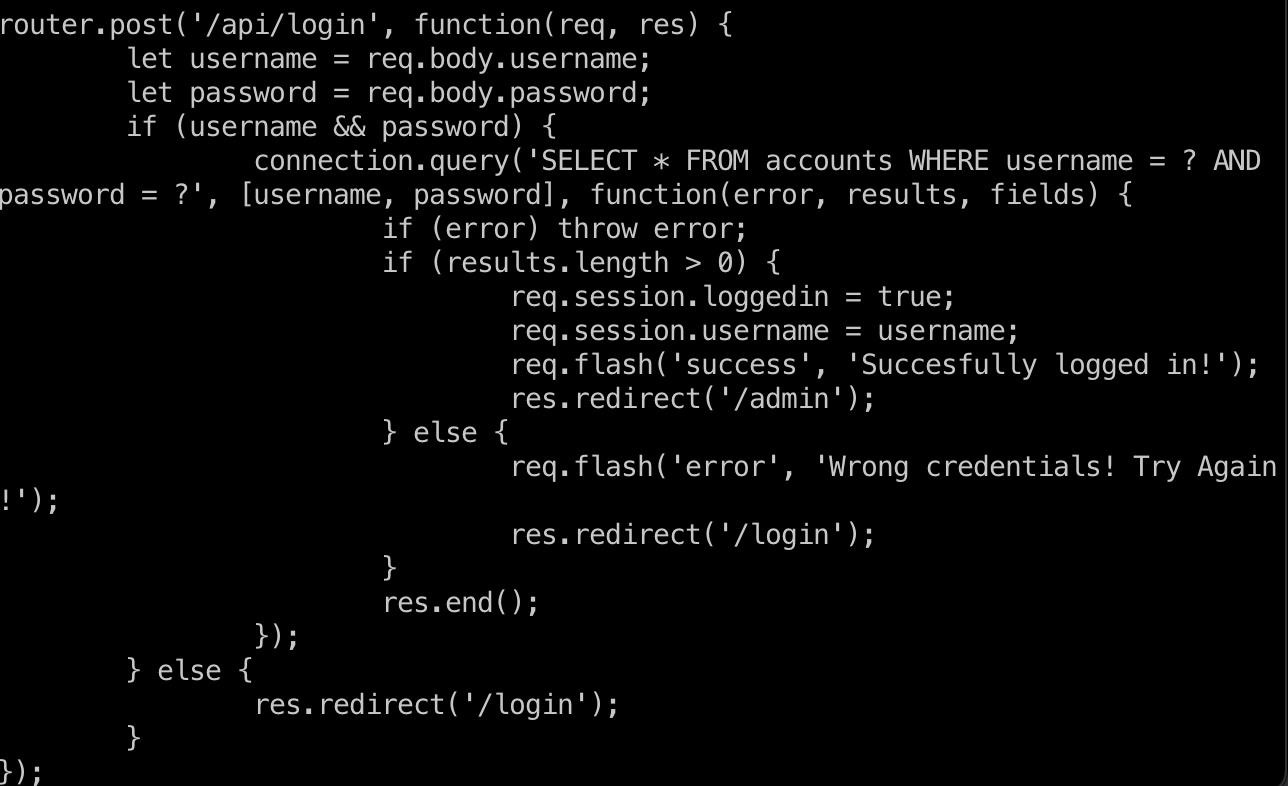 router.post('/api/login', function(req, res) {
        let username = req.body.username;
        let password = req.body.password;
        if (username && password) {
                connection.query('SELECT * FROM accounts WHERE username = ? AND
password = ?', [username, password], function(error, results, fields) {
                        if (error) throw error;
                        if (results.length > 0) {
                                req.session.loggedin = true;
                                req.session.username = username;
                                req.flash('success', 'Succesfully logged in!');
                                res.redirect('/admin');
                        } else {
                                req.flash('error', 'Wrong credentials! Try Again
!');
                                res.redirect('/login');
                        }
                        res.end();
                });
        } else {
                res.redirect('/login');
        }
});